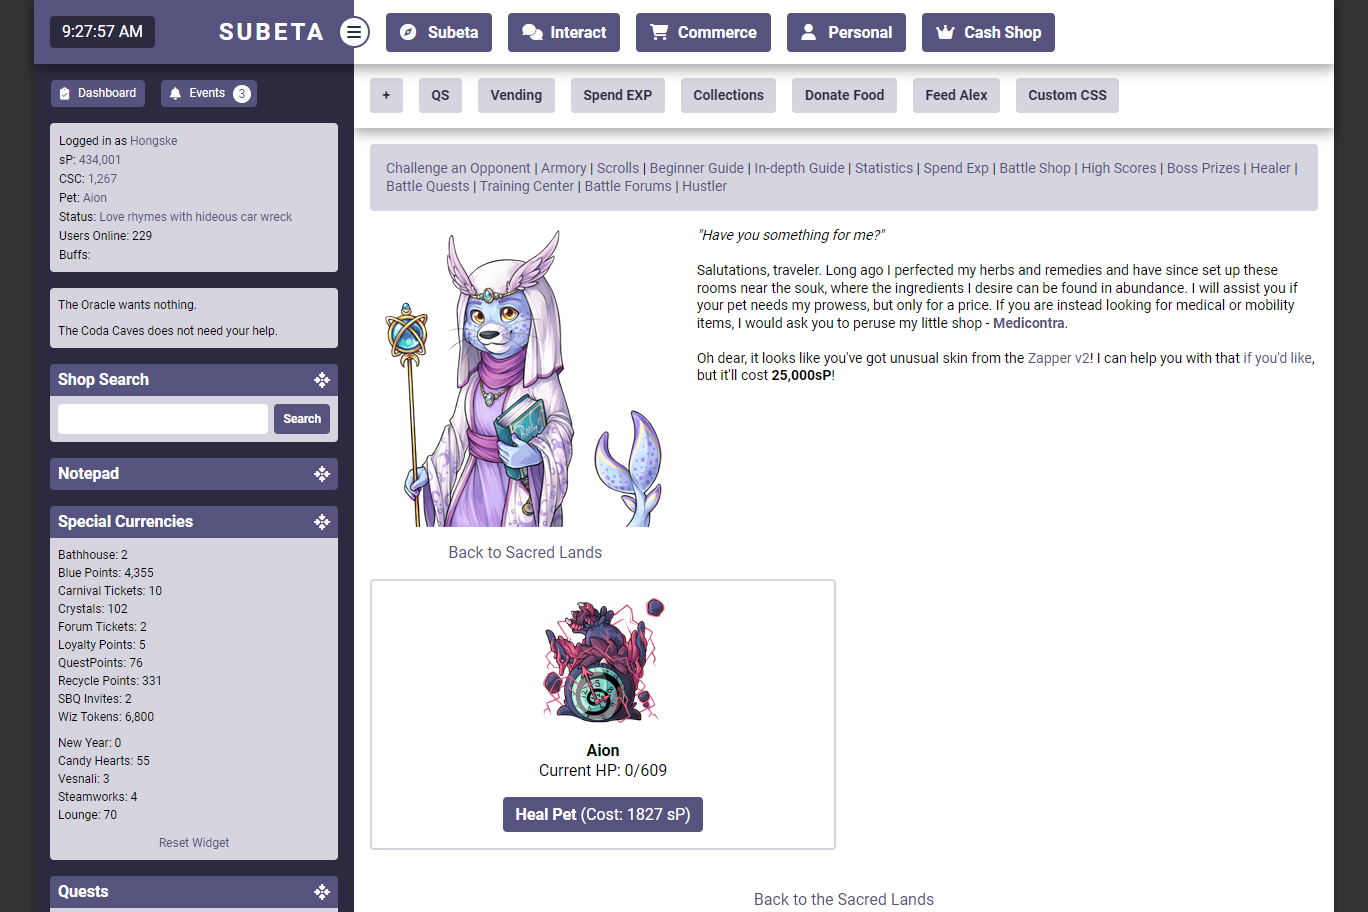 9:27:57 AM
SUBETA
Subeta
Interact
Commerce
Personal
Cash Shop
Dashboard
Events 3
+
QS
Vending
Spend EXP
Collections
Donate Food
Feed Alex
Custom CSS
Logged in as Hongske
sP: 434,001
CSC: 1,267
Pet: Aion
Status: Love rhymes with hideous car wreck
Users Online: 229
Buffs:
The Oracle wants nothing.
The Coda Caves does not need your help.
Shop Search
Search
Notepad
Special Currencies
Bathhouse: 2
Blue Points: 4,355
Carnival Tickets: 10
Crystals: 102
Forum Tickets: 2
Loyalty Points: 5
QuestPoints: 76
Recycle Points: 331
SBQ Invites: 2
Wiz Tokens: 6,800
New Year: 0
Candy Hearts: 55
Vesnali: 3
Steamworks: 4
Lounge: 70
Reset Widget
Quests
Challenge an Opponent | Armory | Scrolls | Beginner Guide | In-depth Guide | Statistics | Spend Exp | Battle Shop | High Scores | Boss Prizes | Healer |
Battle Quests | Training Center | Battle Forums | Hustler
"Have you something for me?"
Salutations, traveler. Long ago I perfected my herbs and remedies and have since set up these
rooms near the souk, where the ingredients I desire can be found in abundance. I will assist you if
your pet needs my prowess, but only for a price. If you are instead looking for medical or mobility
items, I would ask you to peruse my little shop - Medicontra.
Oh dear, it looks like you've got unusual skin from the Zapper v2! I can help you with that if you'd like,
but it'll cost 25,000sP!
Back to Sacred Lands
Aion
Current HP: 0/609
Heal Pet (Cost: 1827 sP)
Back to the Sacred Lands